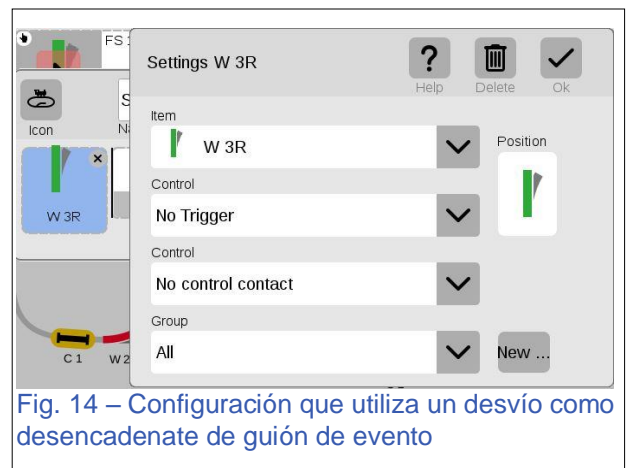 FS 1
Settings W 3R
Help
Delete
Ok
Icon
Item
W 3R
Position
W 3R
Control
No Trigger
Control
No control contact
Group
All
New ...
C 1
W 2
Fig. 14 – Configuración que utiliza un desvío como
desencadenate de guión de evento